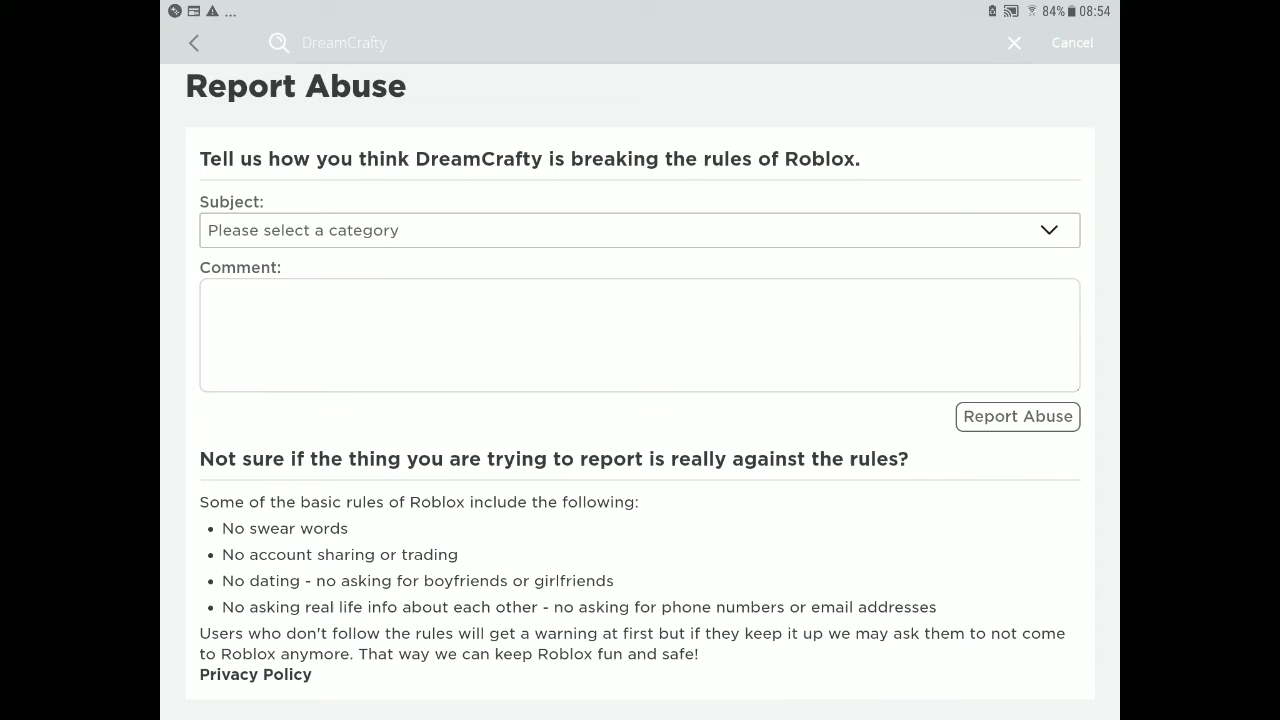 ... 84% 08:54
DreamCrafty Cancel
Report Abuse
Tell us how you think DreamCrafty is breaking the rules of Roblox.
Subject:
Please select a category
Comment:
Report Abuse
Not sure if the thing you are trying to report is really against the rules?
Some of the basic rules of Roblox include the following:
• No swear words
• No account sharing or trading
• No dating - no asking for boyfriends or girlfriends
• No asking real life info about each other - no asking for phone numbers or email addresses
Users who don't follow the rules will get a warning at first but if they keep it up we may ask them to not come
to Roblox anymore. That way we can keep Roblox fun and safe!
Privacy Policy